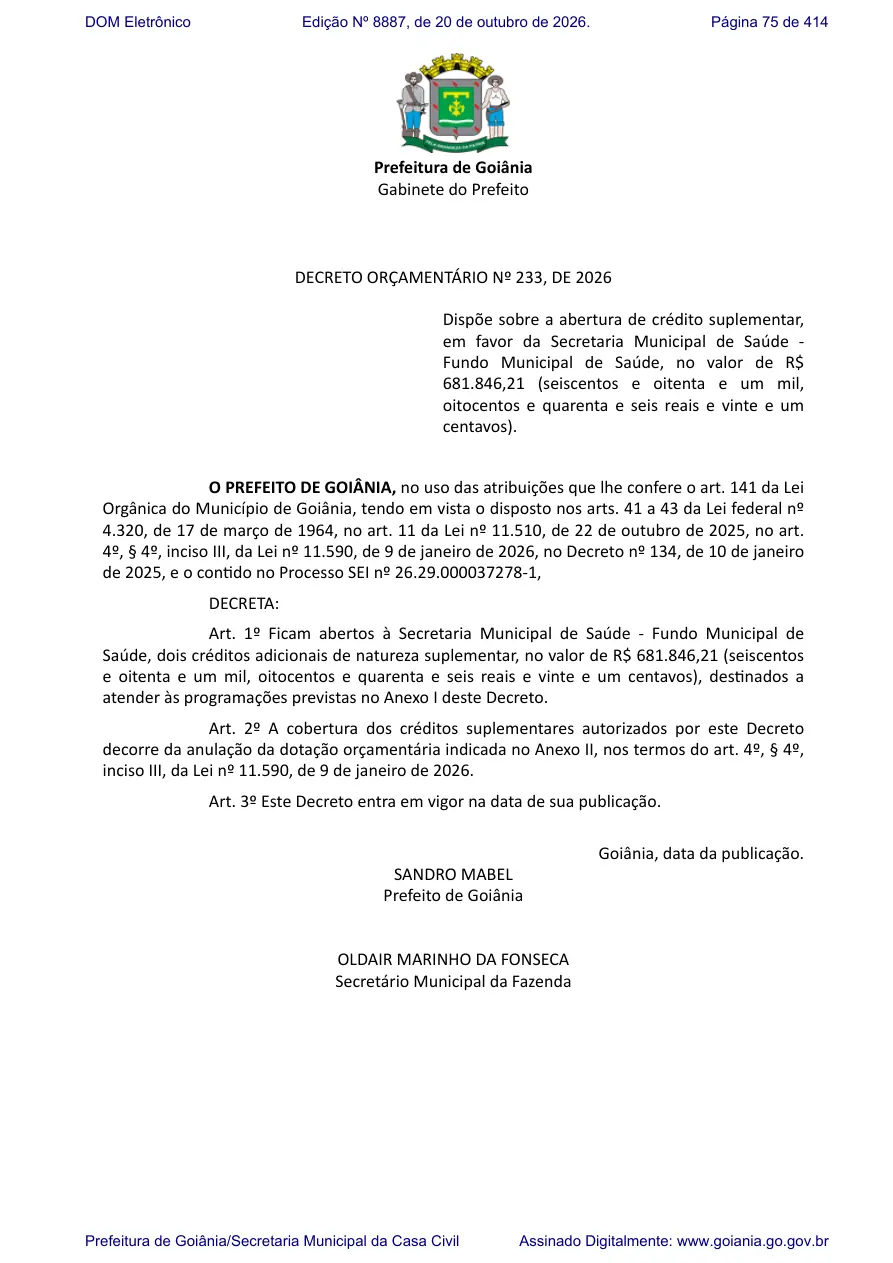 DOM Eletrônico Edição Nº 8887, de 20 de outubro de 2026. Página 75 de 414
Prefeitura de Goiânia
Gabinete do Prefeito
DECRETO ORÇAMENTÁRIO Nº 233, DE 2026
Dispõe sobre a abertura de crédito suplementar,
em favor da Secretaria Municipal de Saúde -
Fundo Municipal de Saúde, no valor de R$
681.846,21 (seiscentos e oitenta e um mil,
oitocentos e quarenta e seis reais e vinte e um
centavos).
O PREFEITO DE GOIÂNIA, no uso das atribuições que lhe confere o art. 141 da Lei
Orgânica do Município de Goiânia, tendo em vista o disposto nos arts. 41 a 43 da Lei federal nº
4.320, de 17 de março de 1964, no art. 11 da Lei nº 11.510, de 22 de outubro de 2025, no art.
4º, § 4º, inciso III, da Lei nº 11.590, de 9 de janeiro de 2026, no Decreto nº 134, de 10 de janeiro
de 2025, e o contido no Processo SEI nº 26.29.000037278-1,
DECRETA:
Art. 1º Ficam abertos à Secretaria Municipal de Saúde - Fundo Municipal de
Saúde, dois créditos adicionais de natureza suplementar, no valor de R$ 681.846,21 (seiscentos
e oitenta e um mil, oitocentos e quarenta e seis reais e vinte e um centavos), destinados a
atender às programações previstas no Anexo I deste Decreto.
Art. 2º A cobertura dos créditos suplementares autorizados por este Decreto
decorre da anulação da dotação orçamentária indicada no Anexo II, nos termos do art. 4º, § 4º,
inciso III, da Lei nº 11.590, de 9 de janeiro de 2026.
Art. 3º Este Decreto entra em vigor na data de sua publicação.
Goiânia, data da publicação.
SANDRO MABEL
Prefeito de Goiânia
OLDAIR MARINHO DA FONSECA
Secretário Municipal da Fazenda
Prefeitura de Goiânia/Secretaria Municipal da Casa Civil Assinado Digitalmente: www.goiania.go.gov.br